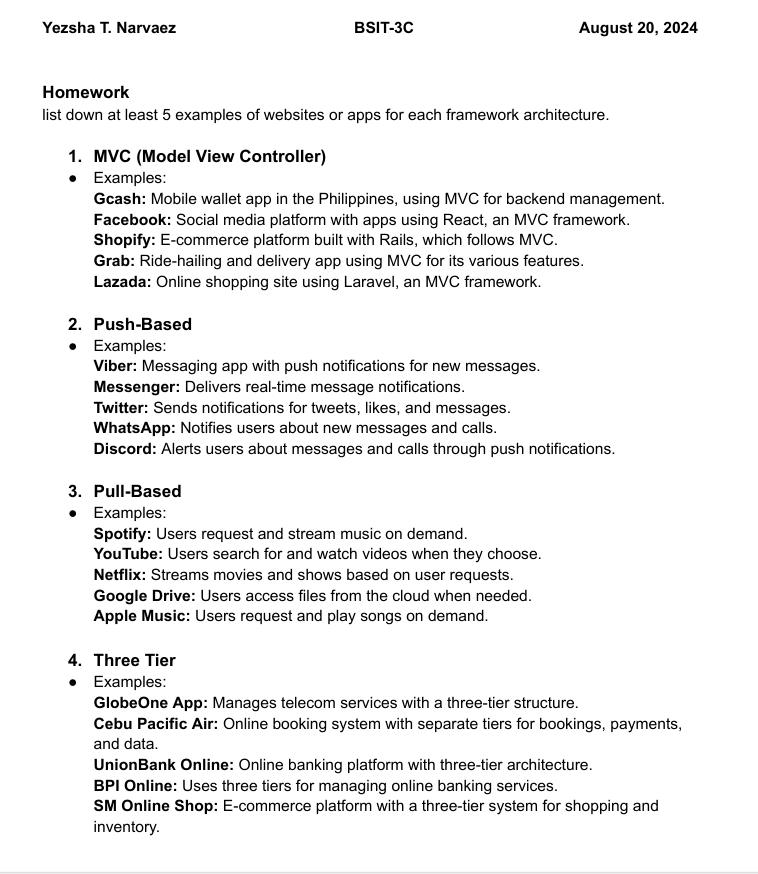 Yezsha T. Narvaez BSIT-3C August 20, 2024
Homework
list down at least 5 examples of websites or apps for each framework architecture.
1. MVC (Model View Controller)
● Examples:
Gcash: Mobile wallet app in the Philippines, using MVC for backend management.
Facebook: Social media platform with apps using React, an MVC framework.
Shopify: E-commerce platform built with Rails, which follows MVC.
Grab: Ride-hailing and delivery app using MVC for its various features.
Lazada: Online shopping site using Laravel, an MVC framework.
2. Push-Based
● Examples:
Viber: Messaging app with push notifications for new messages.
Messenger: Delivers real-time message notifications.
Twitter: Sends notifications for tweets, likes, and messages.
WhatsApp: Notifies users about new messages and calls.
Discord: Alerts users about messages and calls through push notifications.
3. Pull-Based
● Examples:
Spotify: Users request and stream music on demand.
YouTube: Users search for and watch videos when they choose.
Netflix: Streams movies and shows based on user requests.
Google Drive: Users access files from the cloud when needed.
Apple Music: Users request and play songs on demand.
4. Three Tier
● Examples:
GlobeOne App: Manages telecom services with a three-tier structure.
Cebu Pacific Air: Online booking system with separate tiers for bookings, payments,
and data.
UnionBank Online: Online banking platform with three-tier architecture.
BPI Online: Uses three tiers for managing online banking services.
SM Online Shop: E-commerce platform with a three-tier system for shopping and
inventory.